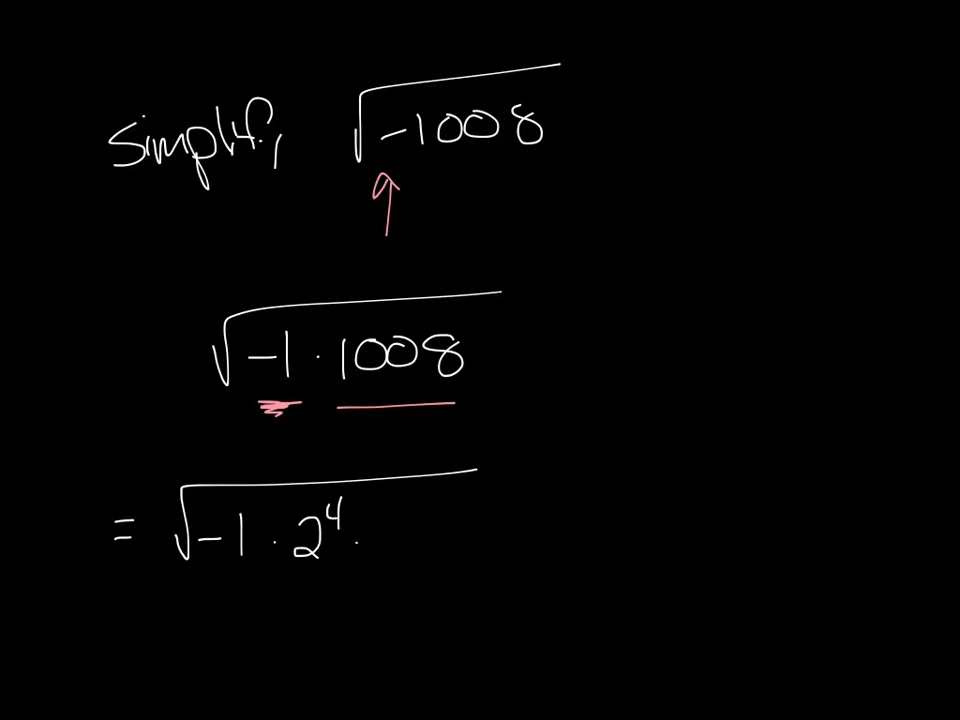 Simplify √-1008
√-1 · 1008
= √-1 · 2⁴ ·